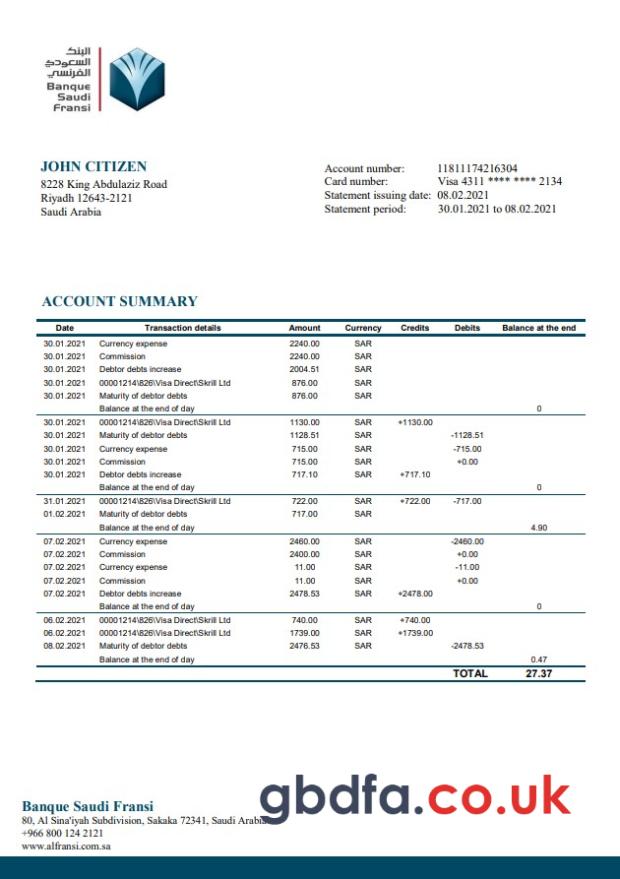 البنك
السعودي
الفرنسي
Banque
Saudi
Fransi
JOHN CITIZEN
8228 King Abdulaziz Road
Riyadh 12643-2121
Saudi Arabia
Account number: 11811174216304
Card number: Visa 4311 **** **** 2134
Statement issuing date: 08.02.2021
Statement period: 30.01.2021 to 08.02.2021
ACCOUNT SUMMARY
Date Transaction details Amount Currency Credits Debits Balance at the end
30.01.2021 Currency expense 2240.00 SAR
30.01.2021 Commission 2240.00 SAR
30.01.2021 Debtor debts increase 2004.51 SAR
30.01.2021 00001214\826\Visa Direct\Skrill Ltd 876.00 SAR
30.01.2021 Maturity of debtor debts 876.00 SAR
Balance at the end of day 0
30.01.2021 00001214\826\Visa Direct\Skrill Ltd 1130.00 SAR +1130.00
30.01.2021 Maturity of debtor debts 1128.51 SAR -1128.51
30.01.2021 Currency expense 715.00 SAR -715.00
30.01.2021 Commission 715.00 SAR +0.00
30.01.2021 Debtor debts increase 717.10 SAR +717.10
Balance at the end of day 0
31.01.2021 00001214\826\Visa Direct\Skrill Ltd 722.00 SAR +722.00 -717.00
01.02.2021 Maturity of debtor debts 717.00 SAR
Balance at the end of day 4.90
07.02.2021 Currency expense 2460.00 SAR -2460.00
07.02.2021 Commission 2400.00 SAR +0.00
07.02.2021 Currency expense 11.00 SAR -11.00
07.02.2021 Commission 11.00 SAR +0.00
07.02.2021 Debtor debts increase 2478.53 SAR +2478.00
Balance at the end of day 0
06.02.2021 00001214\826\Visa Direct\Skrill Ltd 740.00 SAR +740.00
06.02.2021 00001214\826\Visa Direct\Skrill Ltd 1739.00 SAR +1739.00
08.02.2021 Maturity of debtor debts 2476.53 SAR -2478.53
Balance at the end of day 0.47
TOTAL 27.37
gbdfa.co.uk
Banque Saudi Fransi
80, Al Sina'iyah Subdivision, Sakaka 72341, Saudi Arabia
+966 800 124 2121
www.alfransi.com.sa